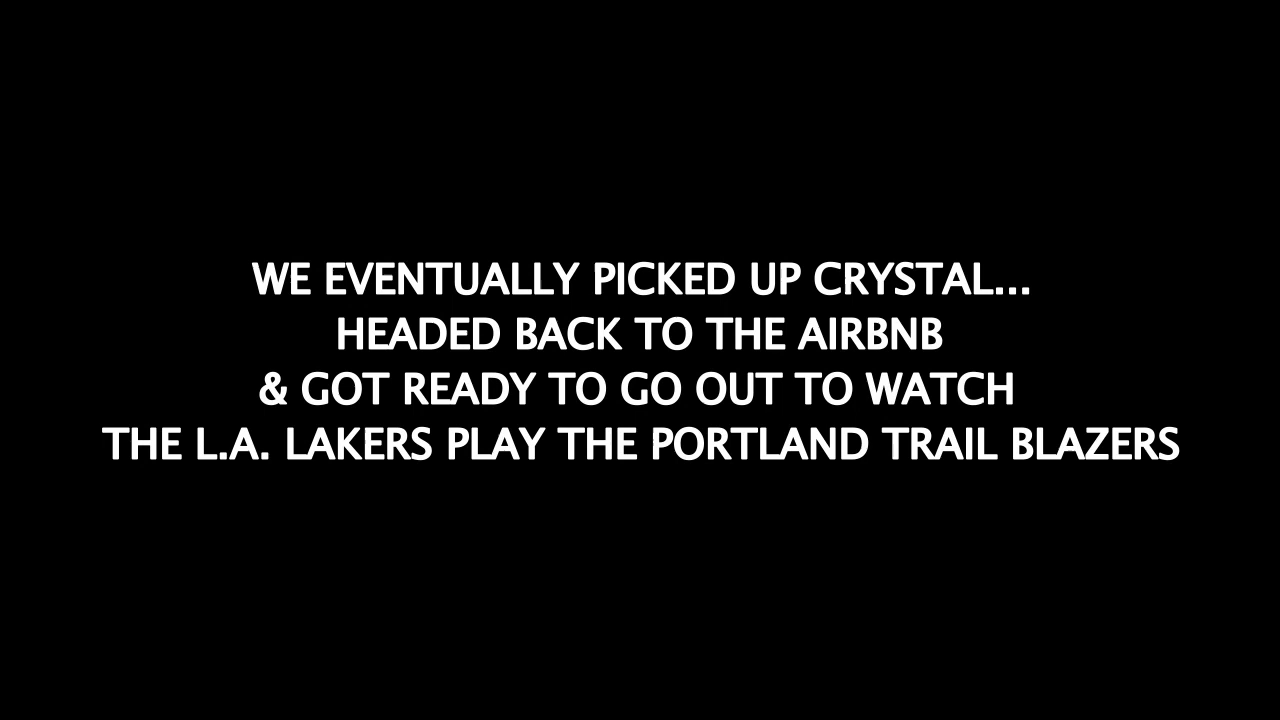 WE EVENTUALLY PICKED UP CRYSTAL...
HEADED BACK TO THE AIRBNB
& GOT READY TO GO OUT TO WATCH
THE L.A. LAKERS PLAY THE PORTLAND TRAIL BLAZERS